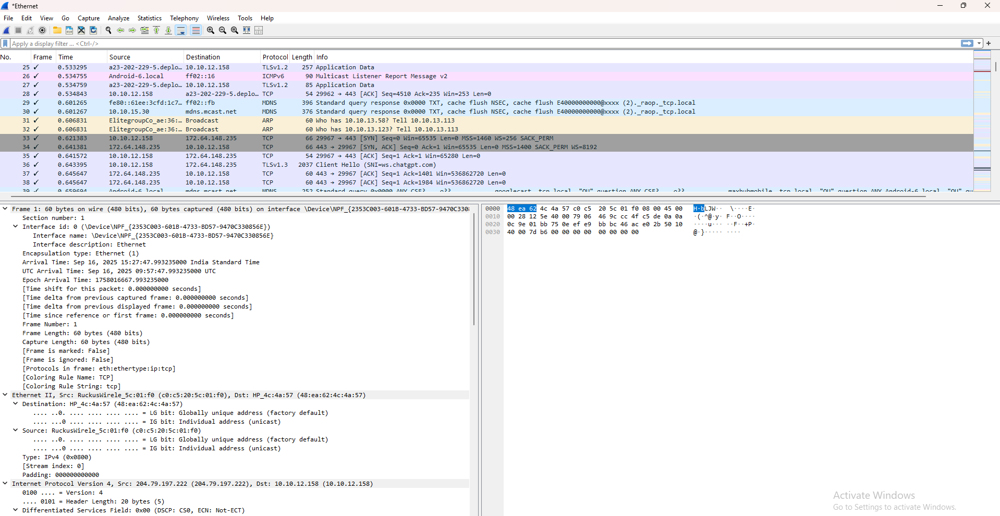 *Ethernet
File Edit View Go Capture Analyze Statistics Telephony Wireless Tools Help
Apply a display filter ... <Ctrl-/>
No. Frame Time Source Destination Protocol Length Info
25 ✓ 0.533295 a23-202-229-5.deplo… 10.10.12.158 TLSv1.2 257 Application Data
26 ✓ 0.534755 Android-6.local ff02::16 ICMPv6 90 Multicast Listener Report Message v2
27 ✓ 0.534759 a23-202-229-5.deplo… 10.10.12.158 TLSv1.2 85 Application Data
28 ✓ 0.534843 10.10.12.158 a23-202-229-5.deplo… TCP 54 29962 → 443 [ACK] Seq=4510 Ack=235 Win=253 Len=0
29 ✓ 0.601265 fe80::61ee:3cfd:1c7… ff02::fb MDNS 396 Standard query response 0x0000 TXT, cache flush NSEC, cache flush E40000000000@xxxx (2)._raop._tcp.local
30 ✓ 0.601267 10.10.15.30 mdns.mcast.net MDNS 376 Standard query response 0x0000 TXT, cache flush NSEC, cache flush E40000000000@xxxx (2)._raop._tcp.local
31 ✓ 0.606831 ElitegroupCo_ae:36:… Broadcast ARP 60 Who has 10.10.13.58? Tell 10.10.13.113
32 ✓ 0.606831 ElitegroupCo_ae:36:… Broadcast ARP 60 Who has 10.10.13.123? Tell 10.10.13.113
33 ✓ 0.621383 10.10.12.158 172.64.148.235 TCP 66 29967 → 443 [SYN] Seq=0 Win=65535 Len=0 MSS=1460 WS=256 SACK_PERM
34 ✓ 0.641381 172.64.148.235 10.10.12.158 TCP 66 443 → 29967 [SYN, ACK] Seq=0 Ack=1 Win=65535 Len=0 MSS=1400 SACK_PERM WS=8192
35 ✓ 0.641572 10.10.12.158 172.64.148.235 TCP 54 29967 → 443 [ACK] Seq=1 Ack=1 Win=65280 Len=0
36 ✓ 0.643395 10.10.12.158 172.64.148.235 TLSv1.3 2037 Client Hello (SNI=ws.chatgpt.com)
37 ✓ 0.645647 172.64.148.235 10.10.12.158 TCP 60 443 → 29967 [ACK] Seq=1 Ack=1401 Win=536862720 Len=0
38 ✓ 0.645647 172.64.148.235 10.10.12.158 TCP 60 443 → 29967 [ACK] Seq=1 Ack=1984 Win=536862720 Len=0
39 ✓ 0.659694 Android-6.local mdns.mcast.net MDNS 252 Standard query 0x0000 ANY _googlecast._tcp.local, "QU" question ANY Android-6.local, "QU"
Frame 1: 60 bytes on wire (480 bits), 60 bytes captured (480 bits) on interface \Device\NPF_{2353C003-601B-4733-BD57-9470C330
Section number: 1
Interface id: 0 (\Device\NPF_{2353C003-601B-4733-BD57-9470C330856E})
Interface name: \Device\NPF_{2353C003-601B-4733-BD57-9470C330856E}
Interface description: Ethernet
Encapsulation type: Ethernet (1)
Arrival Time: Sep 16, 2025 15:27:47.993235000 India Standard Time
UTC Arrival Time: Sep 16, 2025 09:57:47.993235000 UTC
Epoch Arrival Time: 1758016667.993235000
[Time shift for this packet: 0.000000000 seconds]
[Time delta from previous captured frame: 0.000000000 seconds]
[Time delta from previous displayed frame: 0.000000000 seconds]
[Time since reference or first frame: 0.000000000 seconds]
Frame Number: 1
Frame Length: 60 bytes (480 bits)
Capture Length: 60 bytes (480 bits)
[Frame is marked: False]
[Frame is ignored: False]
[Protocols in frame: eth:ethertype:ip:tcp]
[Coloring Rule Name: TCP]
[Coloring Rule String: tcp]
Ethernet II, Src: RuckusWirele_5c:01:f0 (c0:c5:20:5c:01:f0), Dst: HP_4c:4a:57 (48:ea:62:4c:4a:57)
Destination: HP_4c:4a:57 (48:ea:62:4c:4a:57)
.... ..0. .... .... .... .... = LG bit: Globally unique address (factory default)
.... ...0 .... .... .... .... = IG bit: Individual address (unicast)
Source: RuckusWirele_5c:01:f0 (c0:c5:20:5c:01:f0)
.... ..0. .... .... .... .... = LG bit: Globally unique address (factory default)
.... ...0 .... .... .... .... = IG bit: Individual address (unicast)
Type: IPv4 (0x0800)
[Stream index: 0]
Padding: 000000000000
Internet Protocol Version 4, Src: 204.79.197.222 (204.79.197.222), Dst: 10.10.12.158 (10.10.12.158)
0100 .... = Version: 4
.... 0101 = Header Length: 20 bytes (5)
Differentiated Services Field: 0x00 (DSCP: CS0, ECN: Not-ECT)
0000 48 ea 62 4c 4a 57 c0 c5 20 5c 01 f0 08 00 45 00 H·bLJW·· \····E·
0010 00 28 12 5e 40 00 79 06 46 9c cc 4f c5 de 0a 0a ·(·^@·y· F··O····
0020 0c 9e 01 bb 75 0e ef e9 bb bc 46 ac e0 2b 50 10 ····u··· ··F··+P·
0030 40 00 7d b6 00 00 00 00 00 00 00 00 @·}····· ····
Activate Windows
Go to Settings to activate Windows.